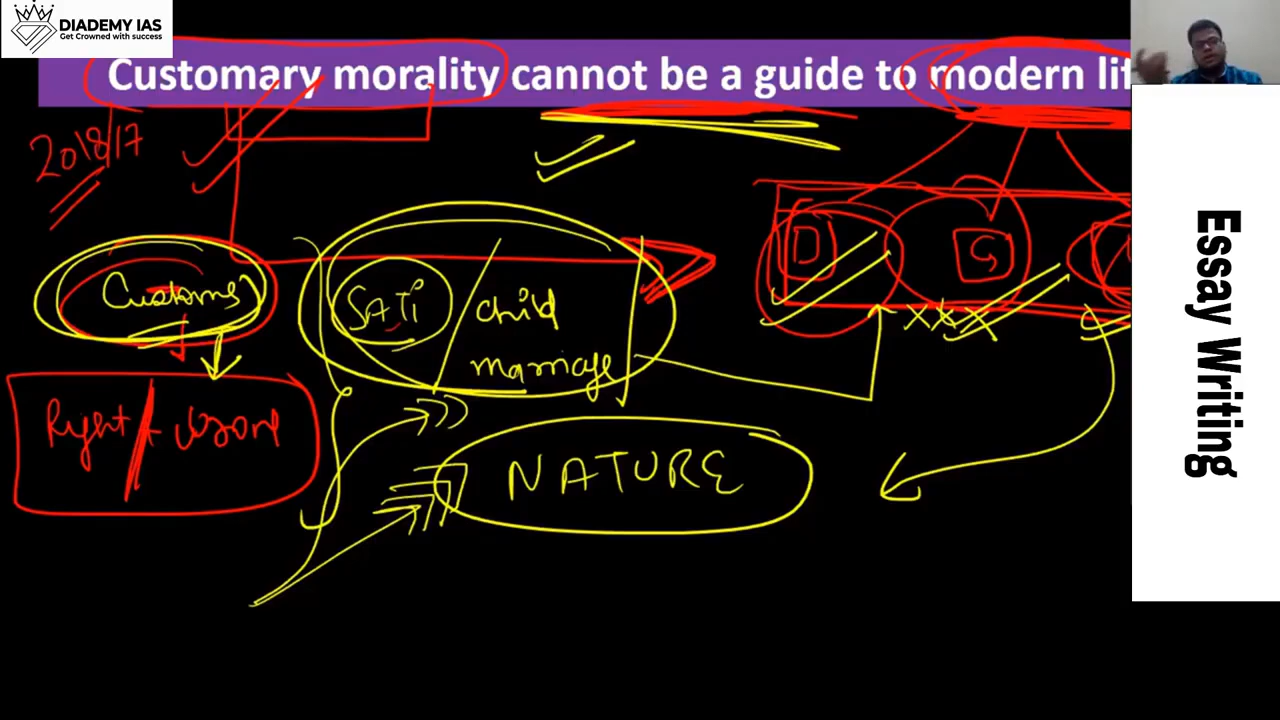 DIADEMY IAS
Get Crowned with success
Customary morality cannot be a guide to modern lif
2018/17
D
S
Customs
SATi / child
marriage
Right / wrong
NATURE
Essay Writing